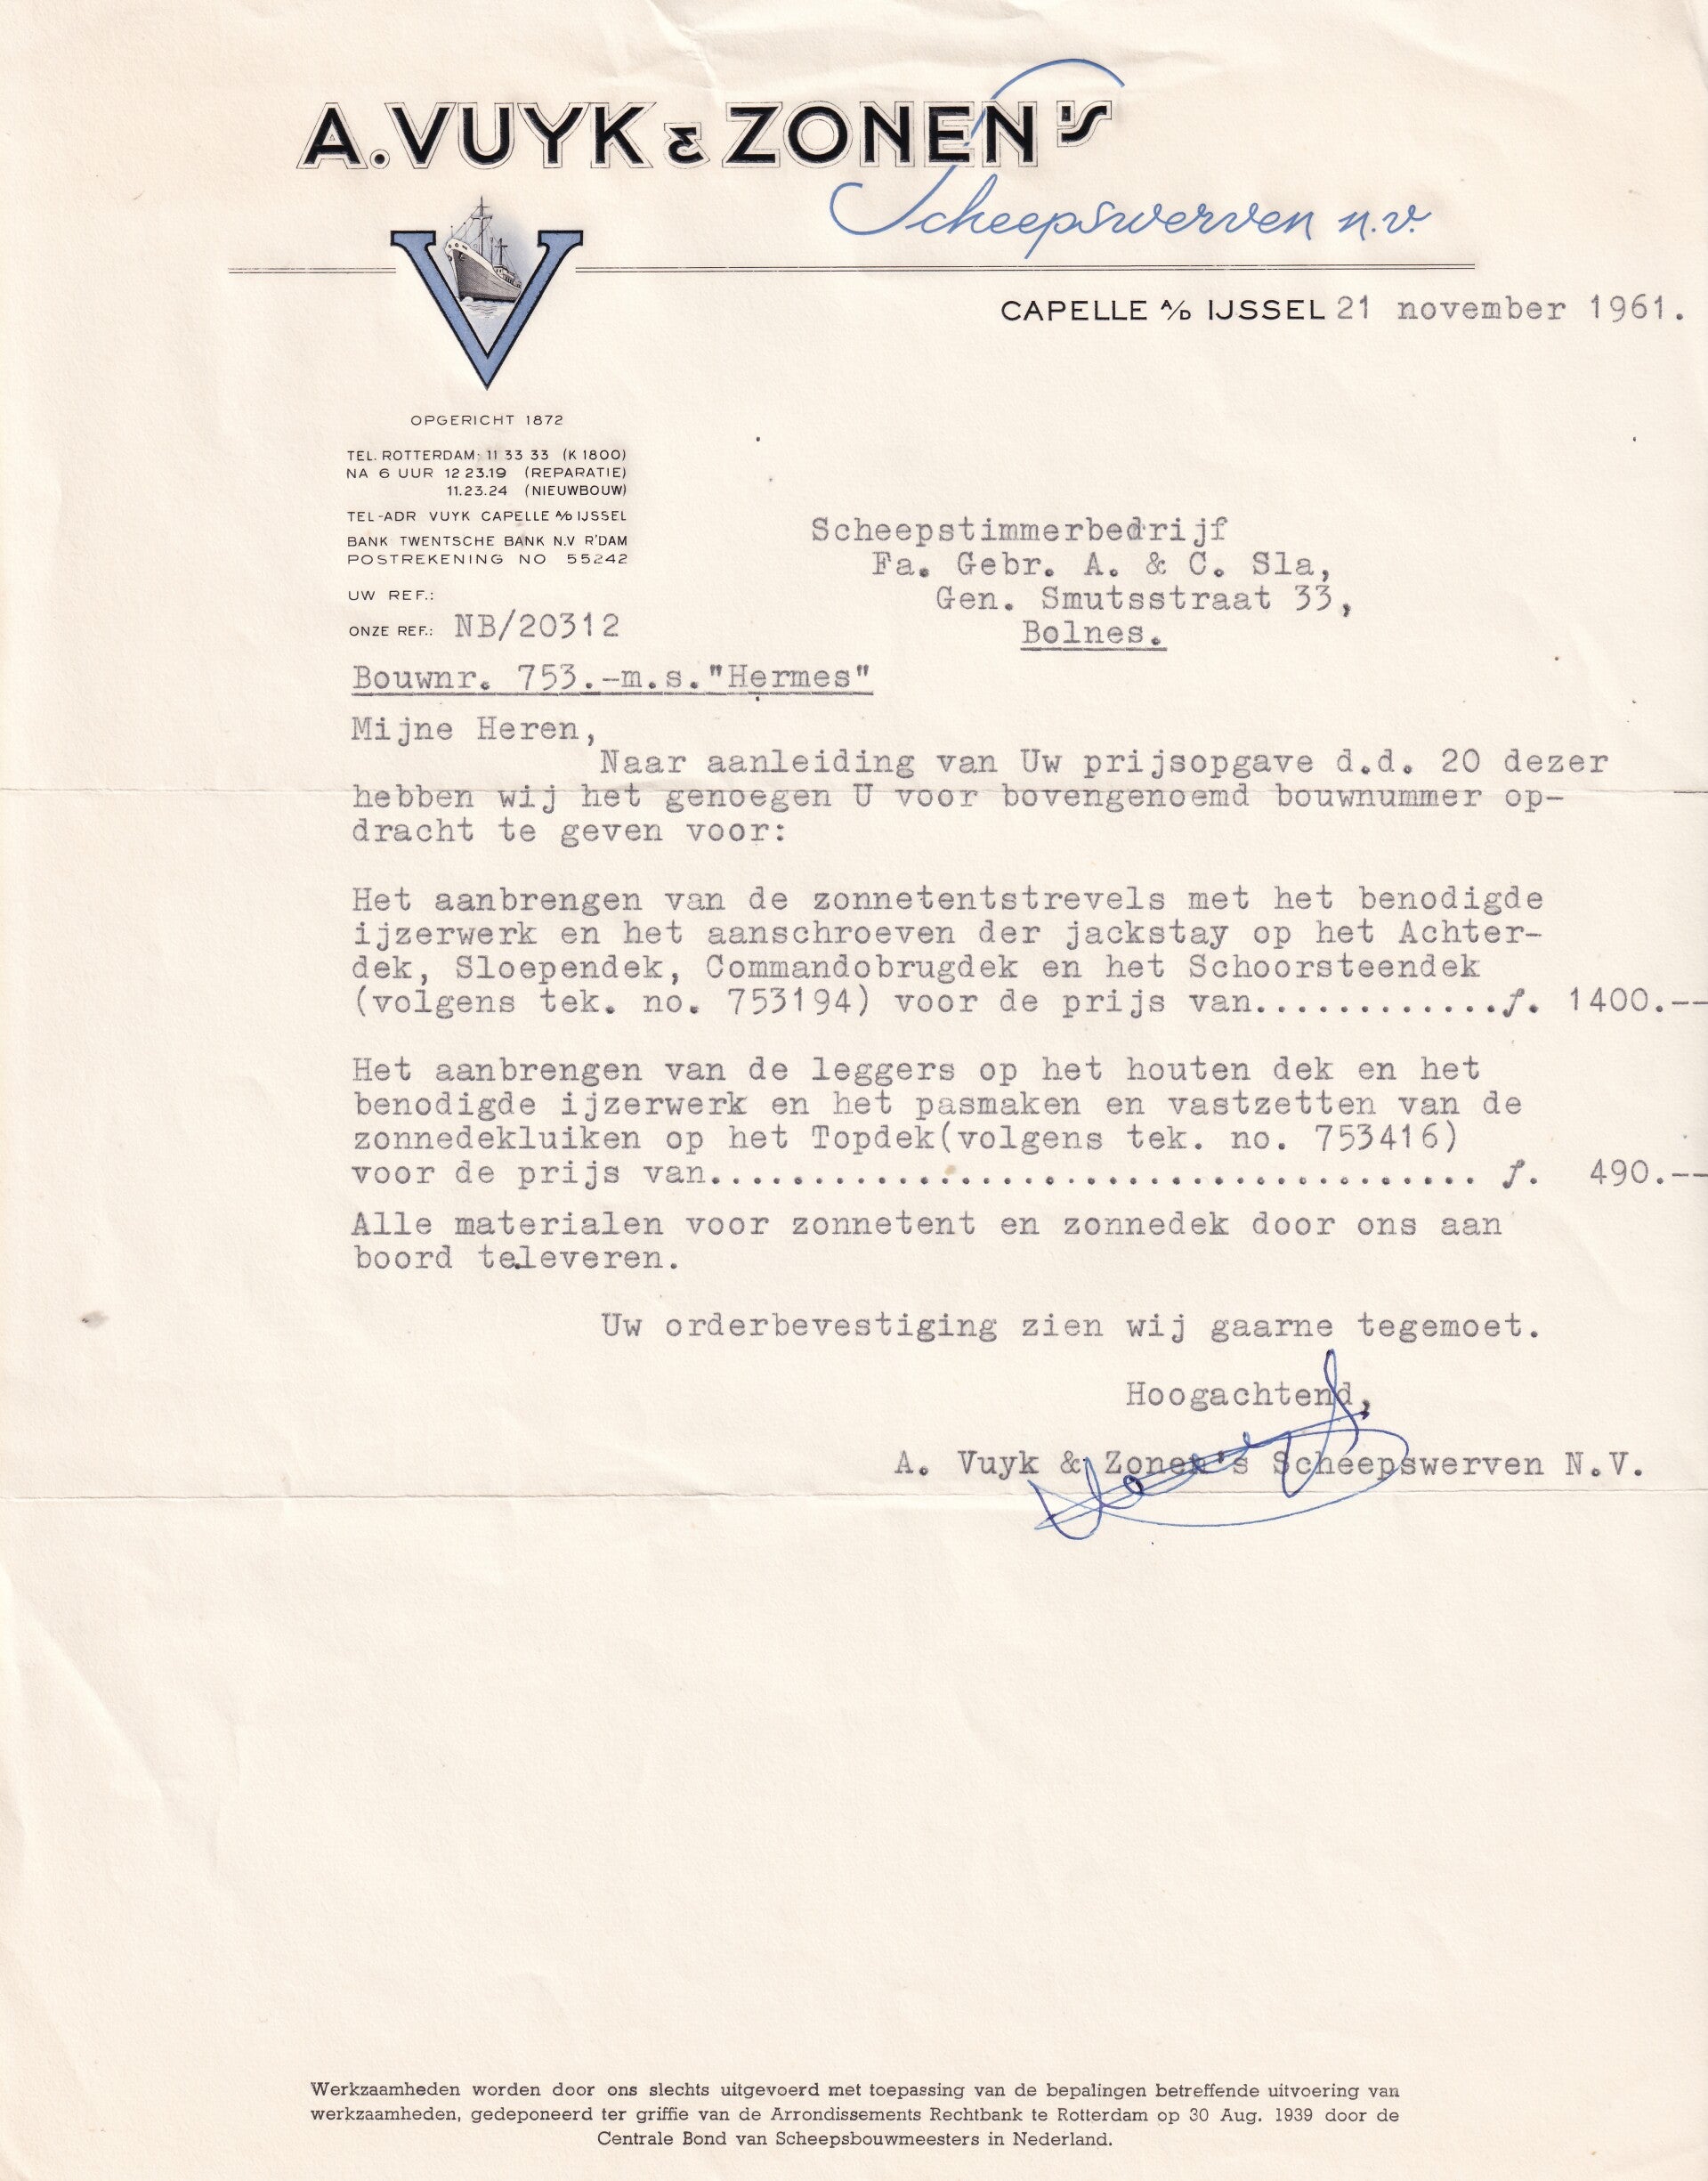 A. VUYK & ZONEN'S
Scheepswerven n.v.
CAPELLE A/D IJSSEL 21 november 1961.
OPGERICHT 1872
TEL. ROTTERDAM: 11 33 33 (K 1800)
NA 6 UUR 12 23.19 (REPARATIE)
11.23.24 (NIEUWBOUW)
TEL-ADR VUYK CAPELLE A/D IJSSEL
BANK TWENTSCHE BANK N.V R'DAM
POSTREKENING NO 55242
UW REF.:
ONZE REF.: NB/20312
Scheepstimmerbedrijf
Fa. Gebr. A. & C. Sla,
Gen. Smutsstraat 33,
Bolnes.
Bouwnr. 753.-m.s."Hermes"
Mijne Heren,
Naar aanleiding van Uw prijsopgave d.d. 20 dezer
hebben wij het genoegen U voor bovengenoemd bouwnummer op-
dracht te geven voor:
Het aanbrengen van de zonnetentstrevels met het benodigde
ijzerwerk en het aanschroeven der jackstay op het Achter-
dek, Sloependek, Commandobrugdek en het Schoorsteendek
(volgens tek. no. 753194) voor de prijs van............ƒ. 1400.--
Het aanbrengen van de leggers op het houten dek en het
benodigde ijzerwerk en het pasmaken en vastzetten van de
zonnedekluiken op het Topdek(volgens tek. no. 753416)
voor de prijs van..................................... ƒ. 490.--
Alle materialen voor zonnetent en zonnedek door ons aan
boord televeren.
Uw orderbevestiging zien wij gaarne tegemoet.
Hoogachtend,
A. Vuyk & Zonen's Scheepswerven N.V.
Werkzaamheden worden door ons slechts uitgevoerd met toepassing van de bepalingen betreffende uitvoering van
werkzaamheden, gedeponeerd ter griffie van de Arrondissements Rechtbank te Rotterdam op 30 Aug. 1939 door de
Centrale Bond van Scheepsbouwmeesters in Nederland.